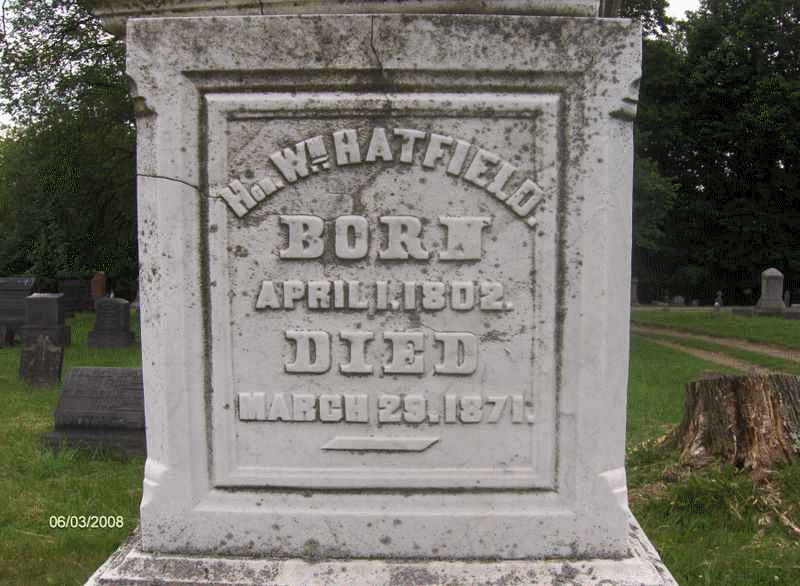 Hon. Wm HATFIELD.
BORN
APRIL 1. 1802.
DIED
MARCH 29. 1871.
06/03/2008